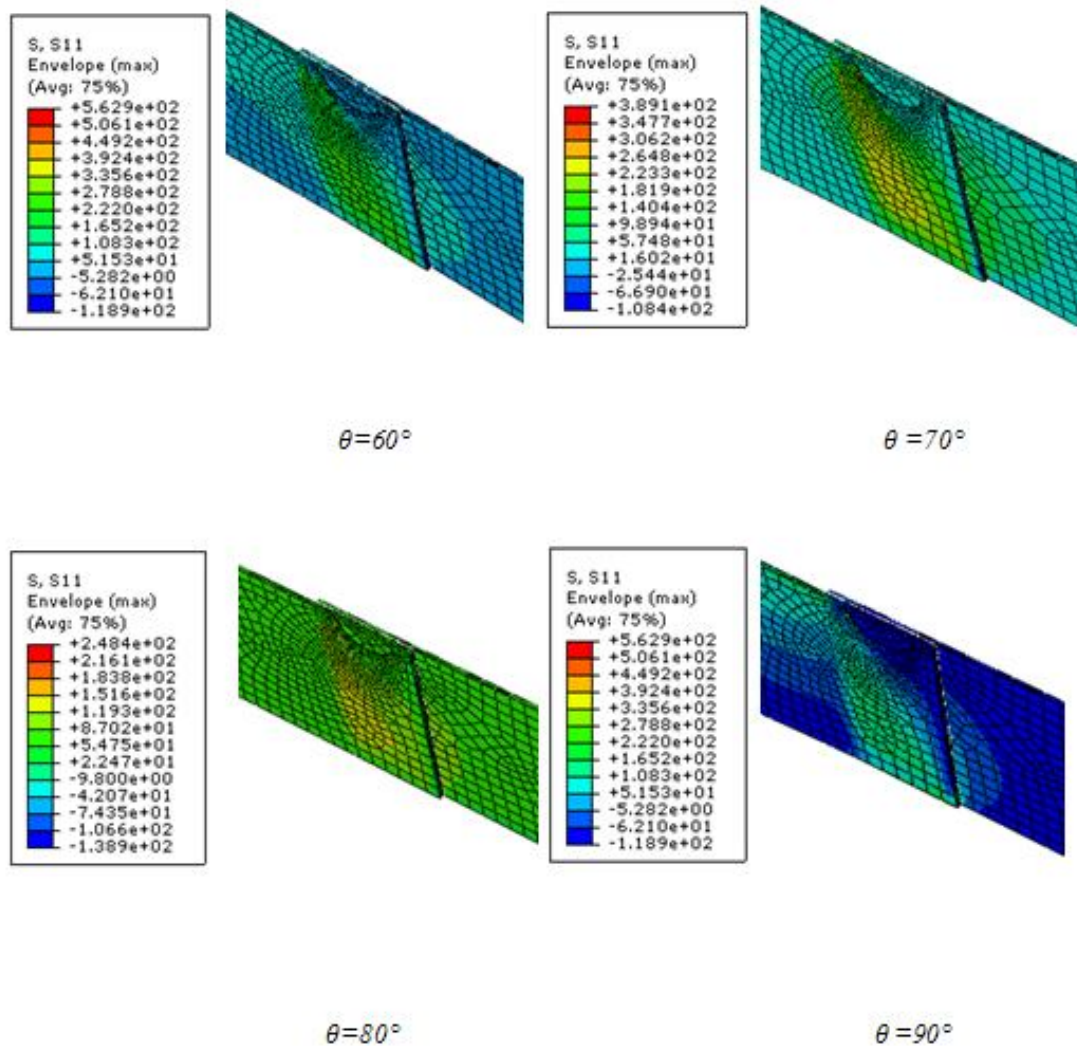 S, S11
Envelope (max)
(Avg: 75%)
+5.629e+02
+5.061e+02
+4.492e+02
+3.924e+02
+3.356e+02
+2.788e+02
+2.220e+02
+1.652e+02
+1.083e+02
+5.153e+01
-5.282e+00
-6.210e+01
-1.189e+02
θ=60°
S, S11
Envelope (max)
(Avg: 75%)
+3.891e+02
+3.477e+02
+3.062e+02
+2.648e+02
+2.233e+02
+1.819e+02
+1.404e+02
+9.894e+01
+5.748e+01
+1.602e+01
-2.544e+01
-6.690e+01
-1.084e+02
θ =70°
S, S11
Envelope (max)
(Avg: 75%)
+2.484e+02
+2.161e+02
+1.838e+02
+1.516e+02
+1.193e+02
+8.702e+01
+5.475e+01
+2.247e+01
-9.800e+00
-4.207e+01
-7.435e+01
-1.066e+02
-1.389e+02
θ=80°
S, S11
Envelope (max)
(Avg: 75%)
+5.629e+02
+5.061e+02
+4.492e+02
+3.924e+02
+3.356e+02
+2.788e+02
+2.220e+02
+1.652e+02
+1.083e+02
+5.153e+01
-5.282e+00
-6.210e+01
-1.189e+02
θ =90°